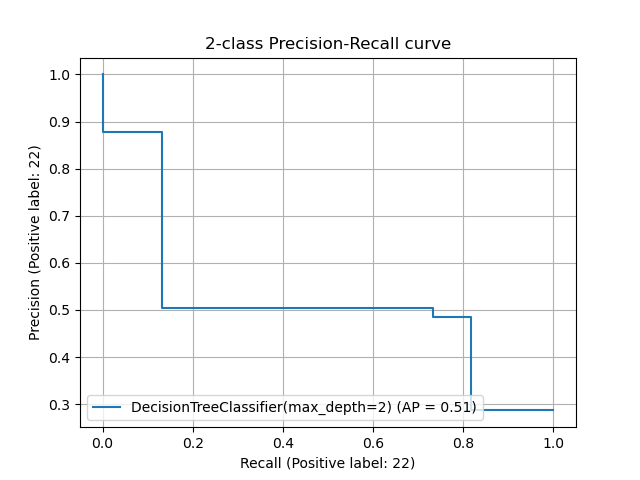 2-class Precision-Recall curve
1.0
0.9
0.8
0.7
0.6
0.5
0.4
0.3
Precision (Positive label: 22)
DecisionTreeClassifier(max_depth=2) (AP = 0.51)
0.0 0.2 0.4 0.6 0.8 1.0
Recall (Positive label: 22)